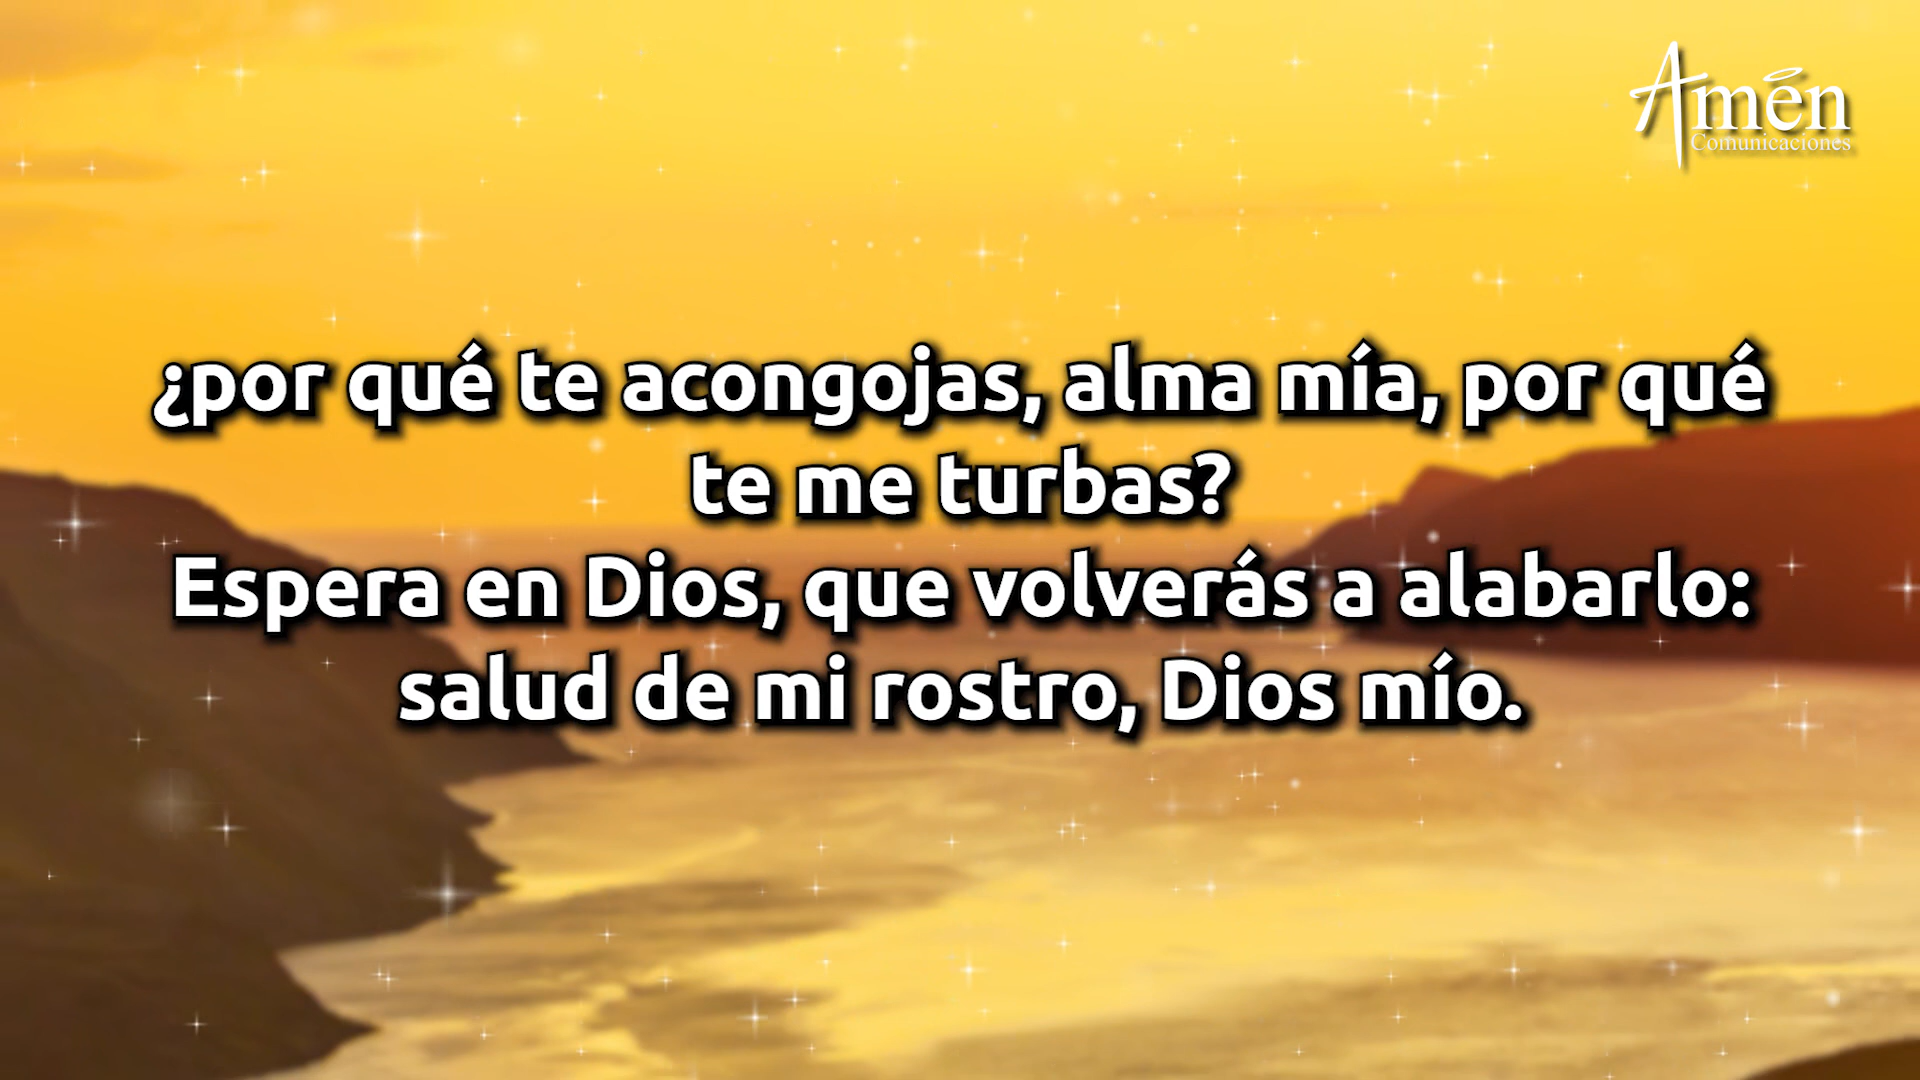 Amén
Comunicaciones
¿por qué te acongojas, alma mía, por qué
te me turbas?
Espera en Dios, que volverás a alabarlo:
salud de mi rostro, Dios mío.